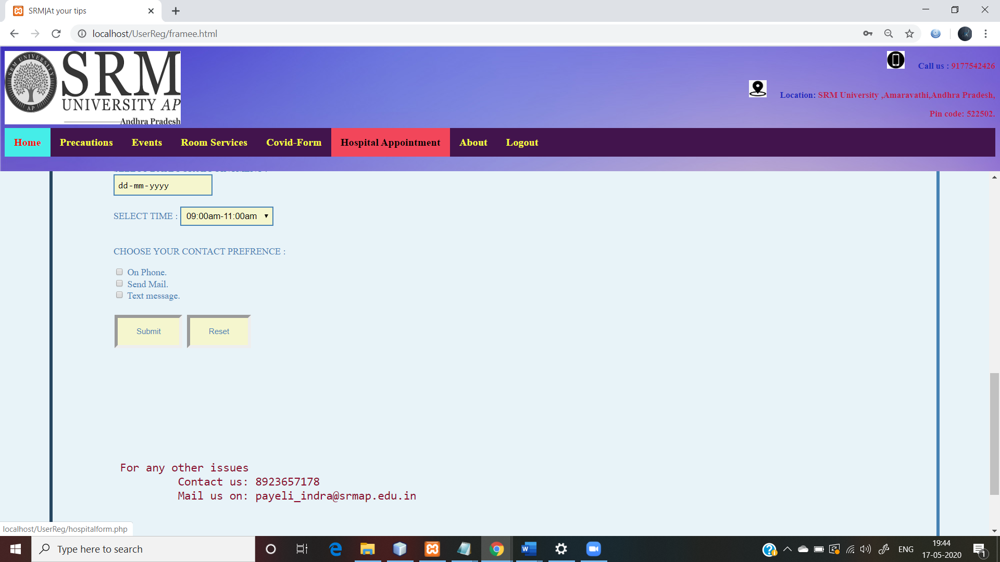 SRM|At your tips
localhost/UserReg/framee.html
SRM UNIVERSITY
AP
SRM
UNIVERSITY AP
Andhra Pradesh
Call us : 9177542426
Location: SRM University ,Amaravathi,Andhra Pradesh,
Pin code: 522502.
Home Precautions Events Room Services Covid-Form Hospital Appointment About Logout
dd-mm-yyyy
SELECT TIME : 09:00am-11:00am
CHOOSE YOUR CONTACT PREFRENCE :
On Phone.
Send Mail.
Text message.
Submit Reset
For any other issues
Contact us: 8923657178
Mail us on: payeli_indra@srmap.edu.in
localhost/UserReg/hospitalform.php
Type here to search
ENG
19:44
17-05-2020
1